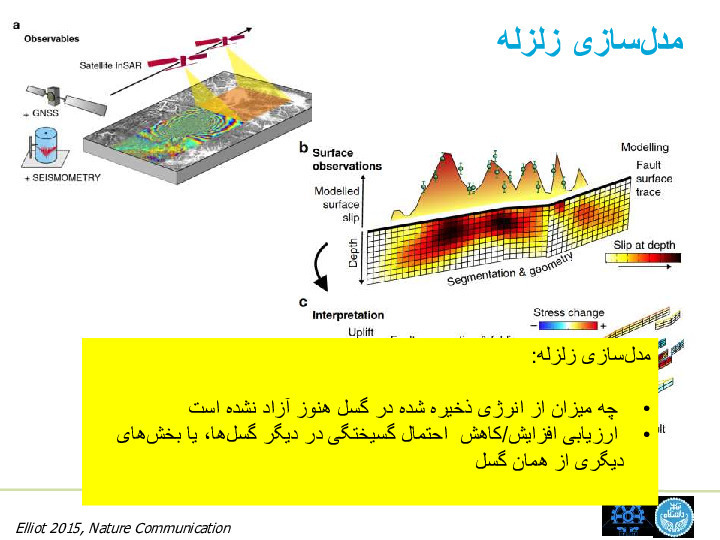 مدل‌سازی زلزله
a
Observables
Satellite InSAR
+ GNSS
+ SEISMOMETRY
b Surface observations
Modelling
Fault surface trace
Modelled surface slip
Depth
Slip at depth
Segmentation & geometry
c Interpretation
Stress change
− +
Uplift
مدل‌سازی زلزله:
• چه میزان از انرژی ذخیره شده در گسل هنوز آزاد نشده است
• ارزیابی افزایش/کاهش احتمال گسیختگی در دیگر گسل‌ها، یا بخش‌های
دیگری از همان گسل
Elliot 2015, Nature Communication